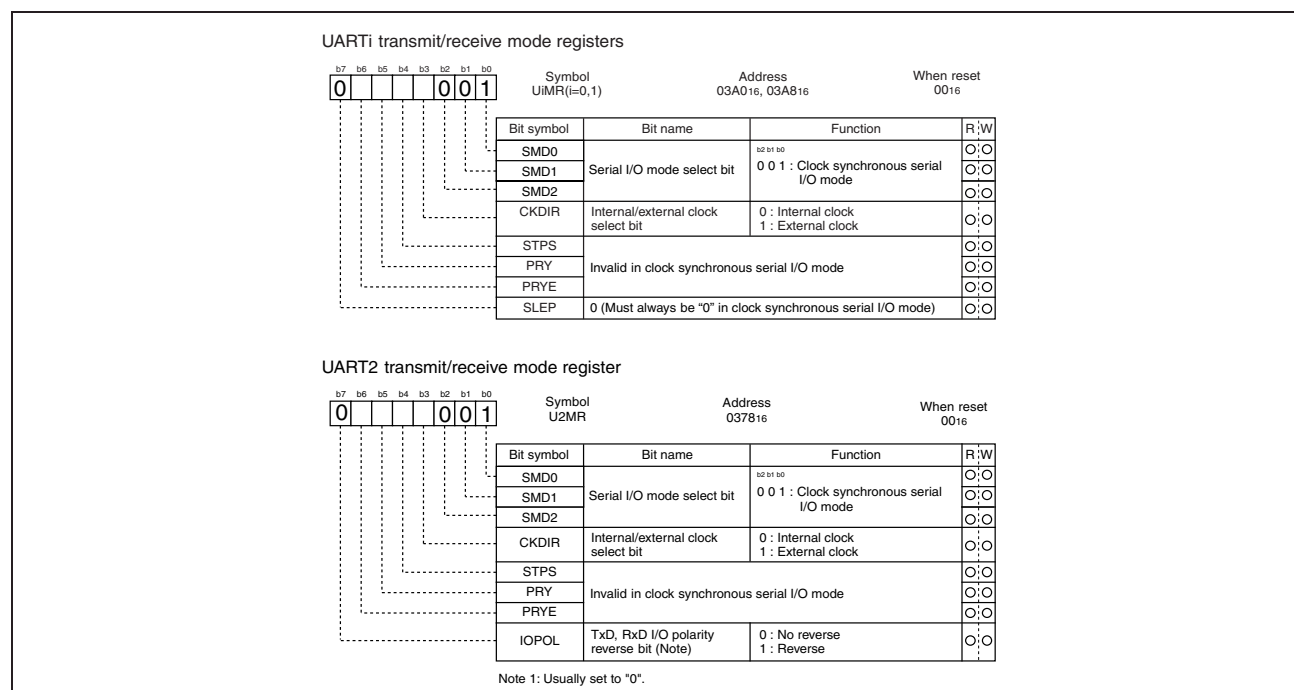 UARTi transmit/receive mode registers
b7 b6 b5 b4 b3 b2 b1 b0
0 0 0 1
Symbol Address When reset
UiMR(i=0,1) 03A016, 03A816 0016
Bit symbol Bit name Function R W
SMD0
SMD1
SMD2
Serial I/O mode select bit
b2 b1 b0
0 0 1 : Clock synchronous serial
I/O mode
CKDIR
Internal/external clock
select bit
0 : Internal clock
1 : External clock
STPS
PRY
PRYE
Invalid in clock synchronous serial I/O mode
SLEP
0 (Must always be “0” in clock synchronous serial I/O mode)
UART2 transmit/receive mode register
b7 b6 b5 b4 b3 b2 b1 b0
0 0 0 1
Symbol Address When reset
U2MR 037816 0016
Bit symbol Bit name Function R W
SMD0
SMD1
SMD2
Serial I/O mode select bit
b2 b1 b0
0 0 1 : Clock synchronous serial
I/O mode
CKDIR
Internal/external clock
select bit
0 : Internal clock
1 : External clock
STPS
PRY
PRYE
Invalid in clock synchronous serial I/O mode
IOPOL
TxD, RxD I/O polarity
reverse bit (Note)
0 : No reverse
1 : Reverse
Note 1: Usually set to "0".